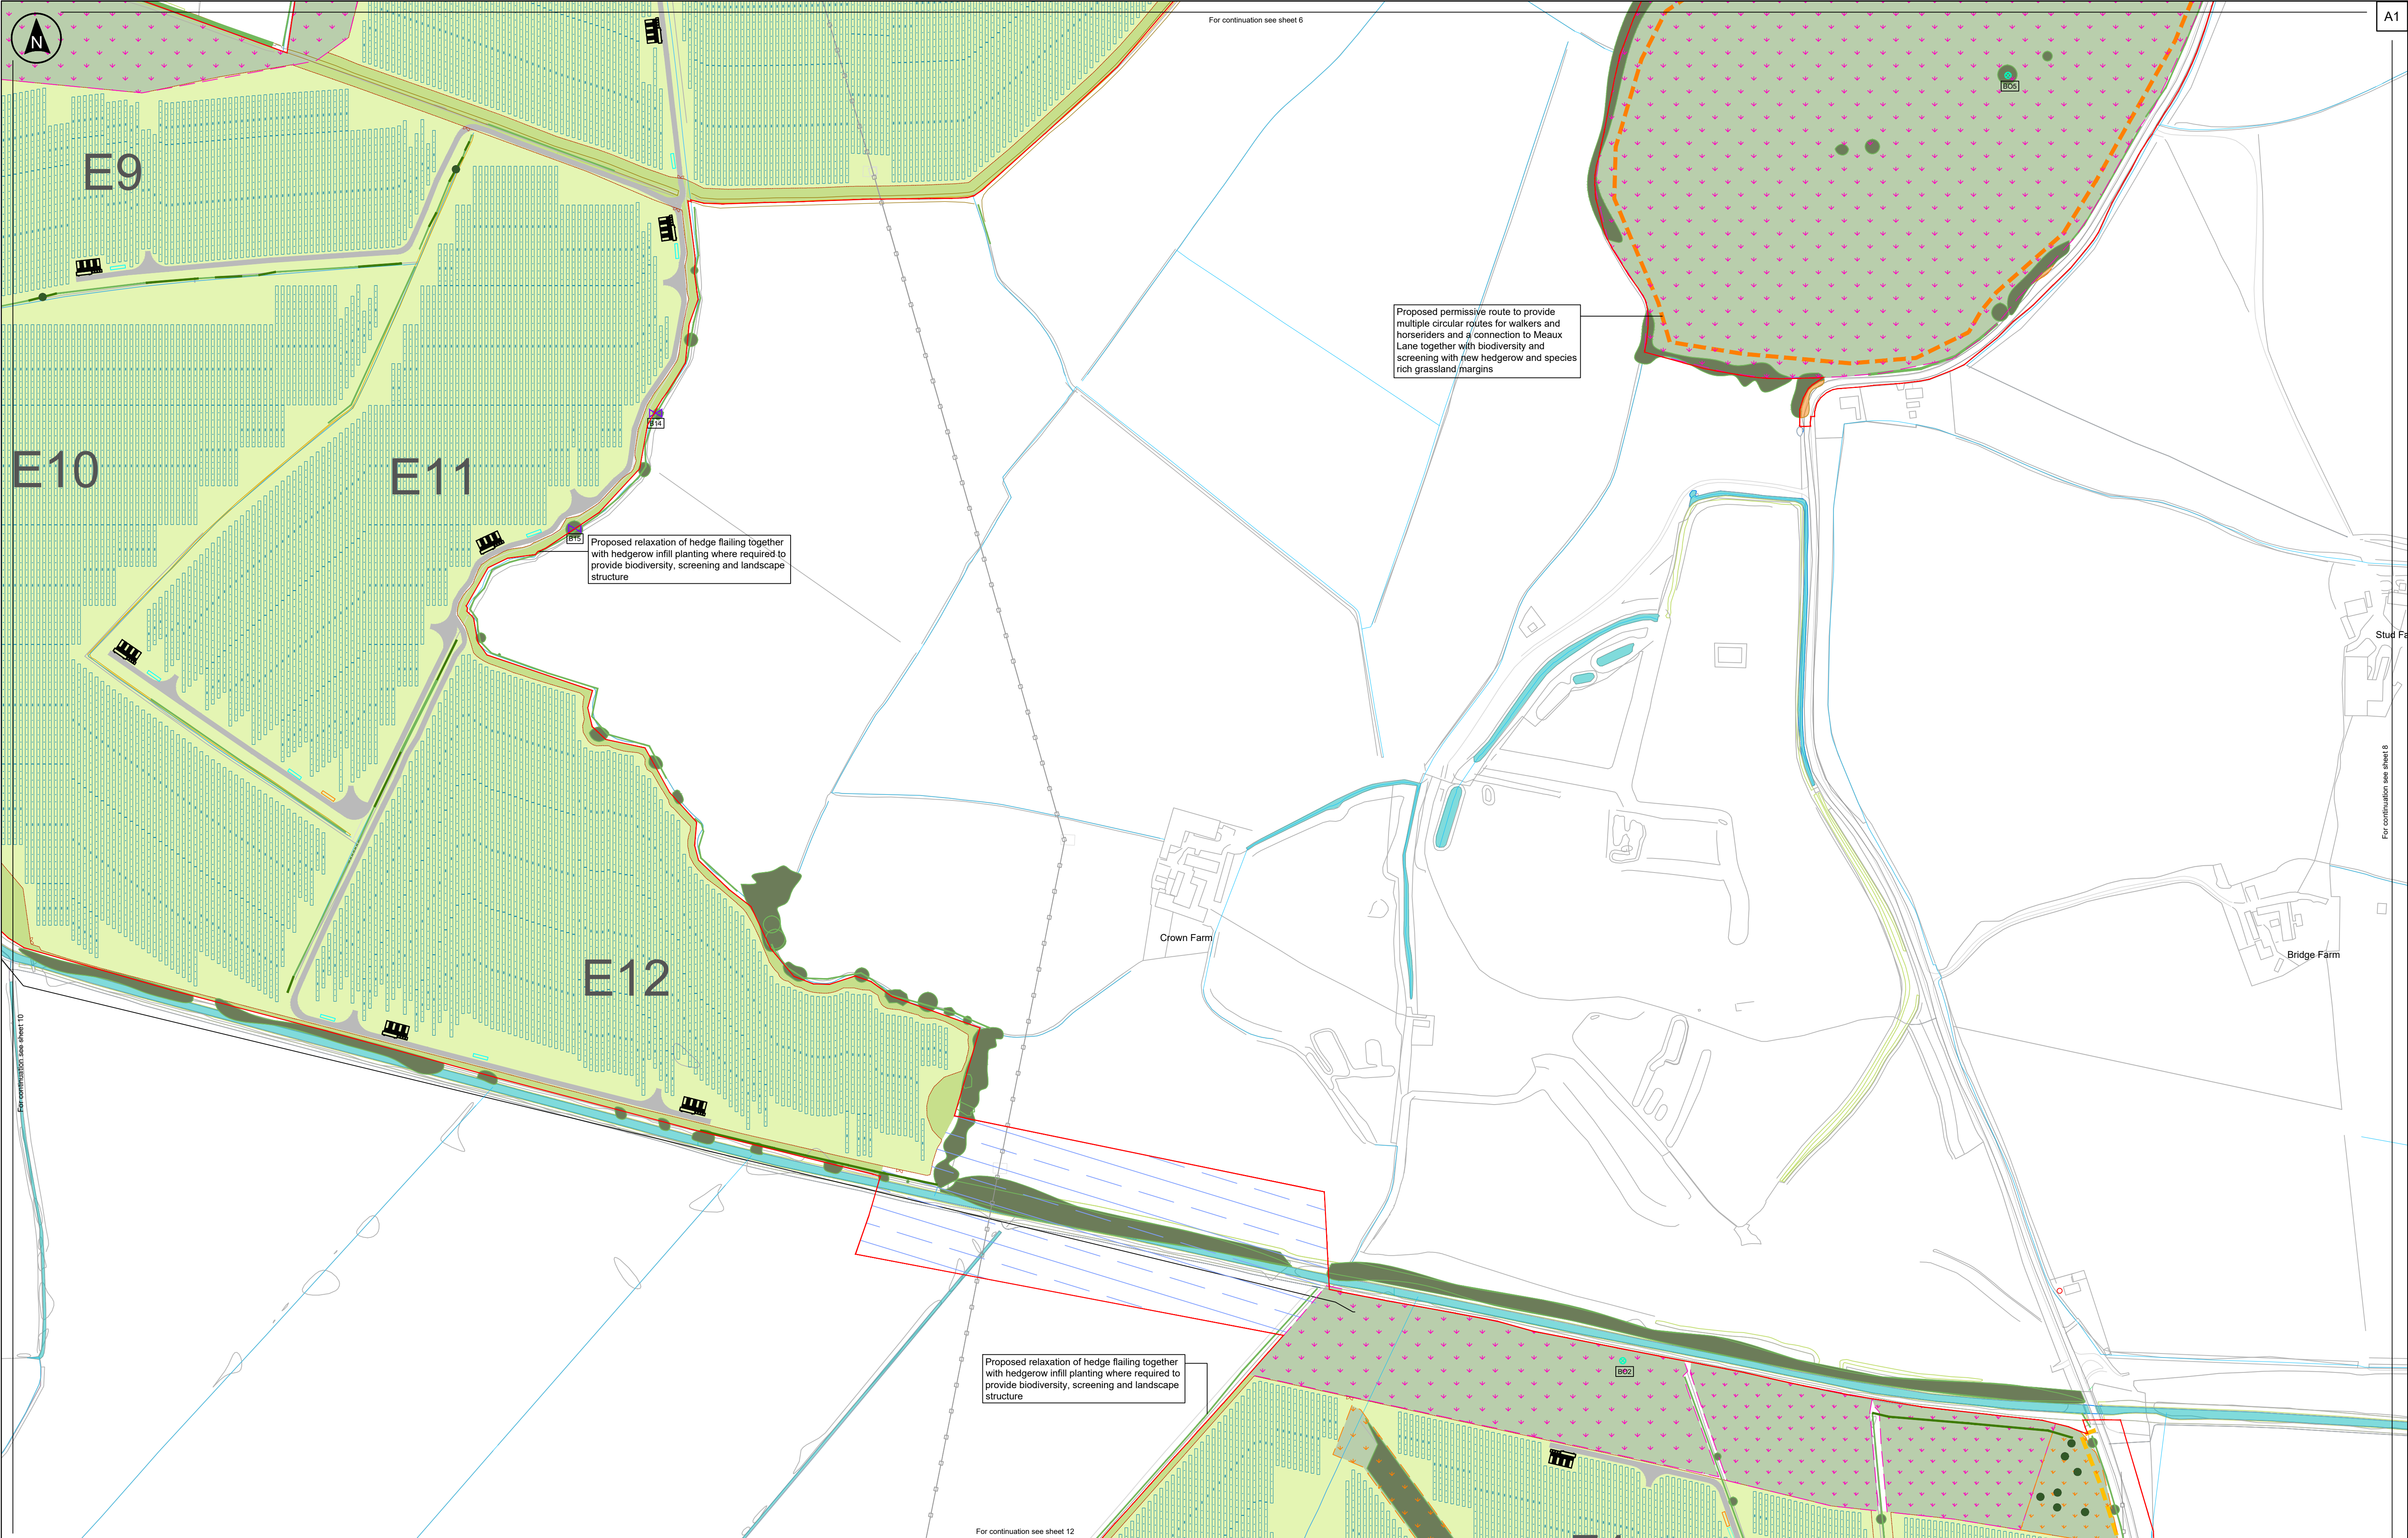 For continuation see sheet 6
A1
N
BO5
E9
Proposed permissive route to provide
multiple circular routes for walkers and
horseriders and a connection to Meaux
Lane together with biodiversity and
screening with new hedgerow and species
rich grassland margins
B14
E10
E11
B15
Proposed relaxation of hedge flailing together
with hedgerow infill planting where required to
provide biodiversity, screening and landscape
structure
Stud Fa
For continuation see sheet 8
Crown Farm
Bridge Farm
E12
For continuation see sheet 10
Proposed relaxation of hedge flailing together
with hedgerow infill planting where required to
provide biodiversity, screening and landscape
structure
BO2
For continuation see sheet 12